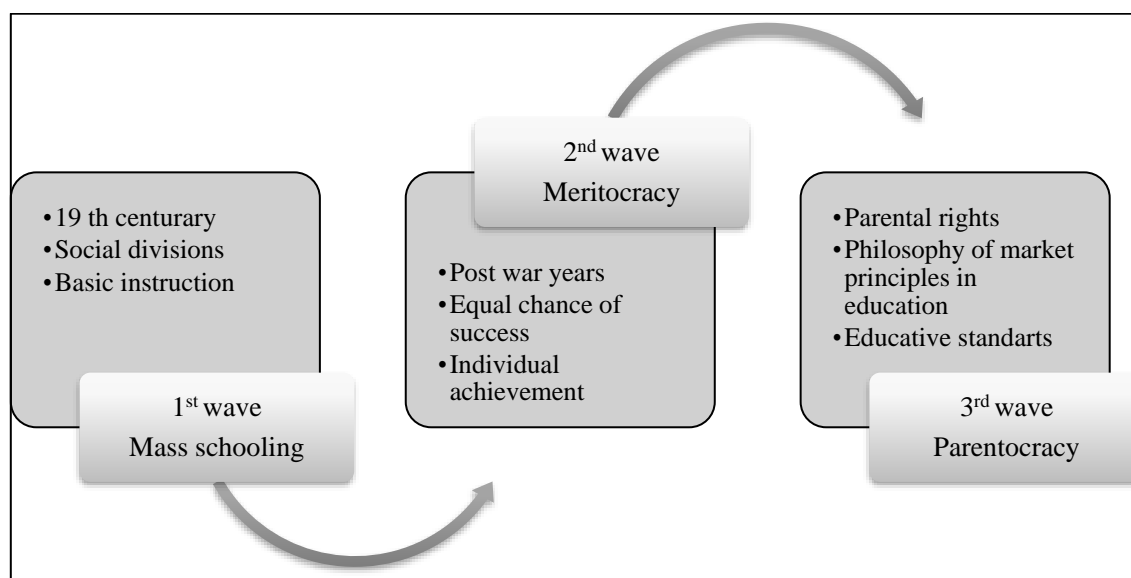 •19 th centurary
•Social divisions
•Basic instruction
1st wave
Mass schooling
2nd wave
Meritocracy
•Post war years
•Equal chance of
success
•Individual
achievement
•Parental rights
•Philosophy of market
principles in
education
•Educative standarts
3rd wave
Parentocracy